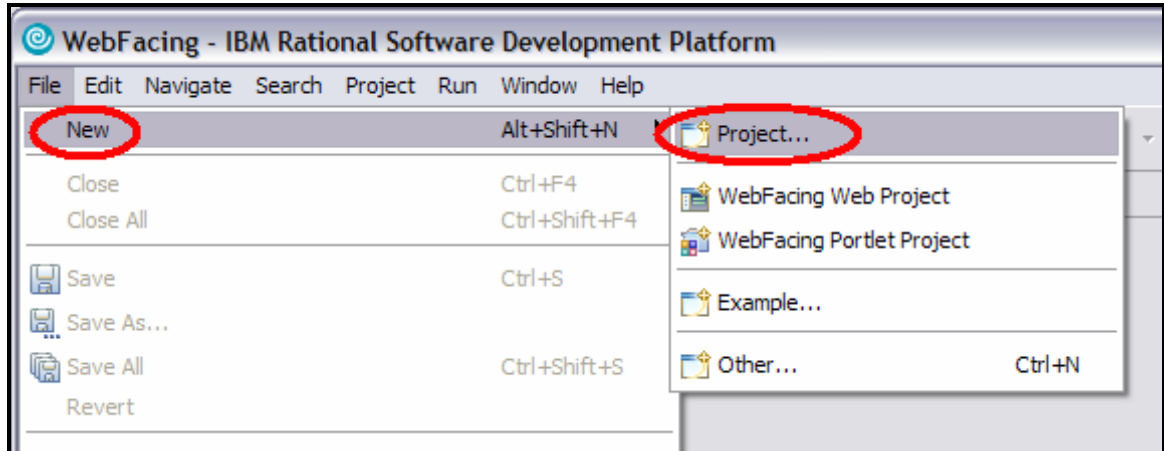 WebFacing - IBM Rational Software Development Platform
File Edit Navigate Search Project Run Window Help
New Alt+Shift+N
Close Ctrl+F4
Close All Ctrl+Shift+F4
Save Ctrl+S
Save As...
Save All Ctrl+Shift+S
Revert
Project...
WebFacing Web Project
WebFacing Portlet Project
Example...
Other... Ctrl+N